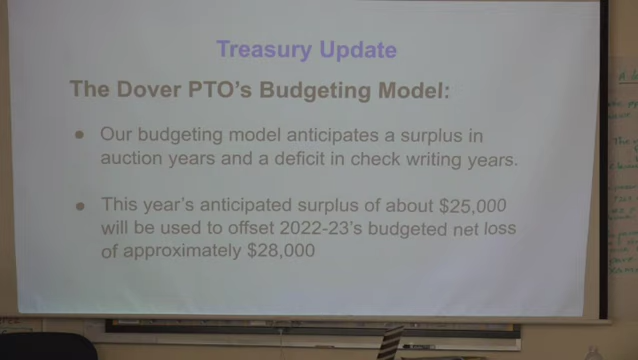 Treasury Update
The Dover PTO's Budgeting Model:
● Our budgeting model anticipates a surplus in
auction years and a deficit in check writing years.
● This year's anticipated surplus of about $25,000
will be used to offset 2022-23's budgeted net loss
of approximately $28,000